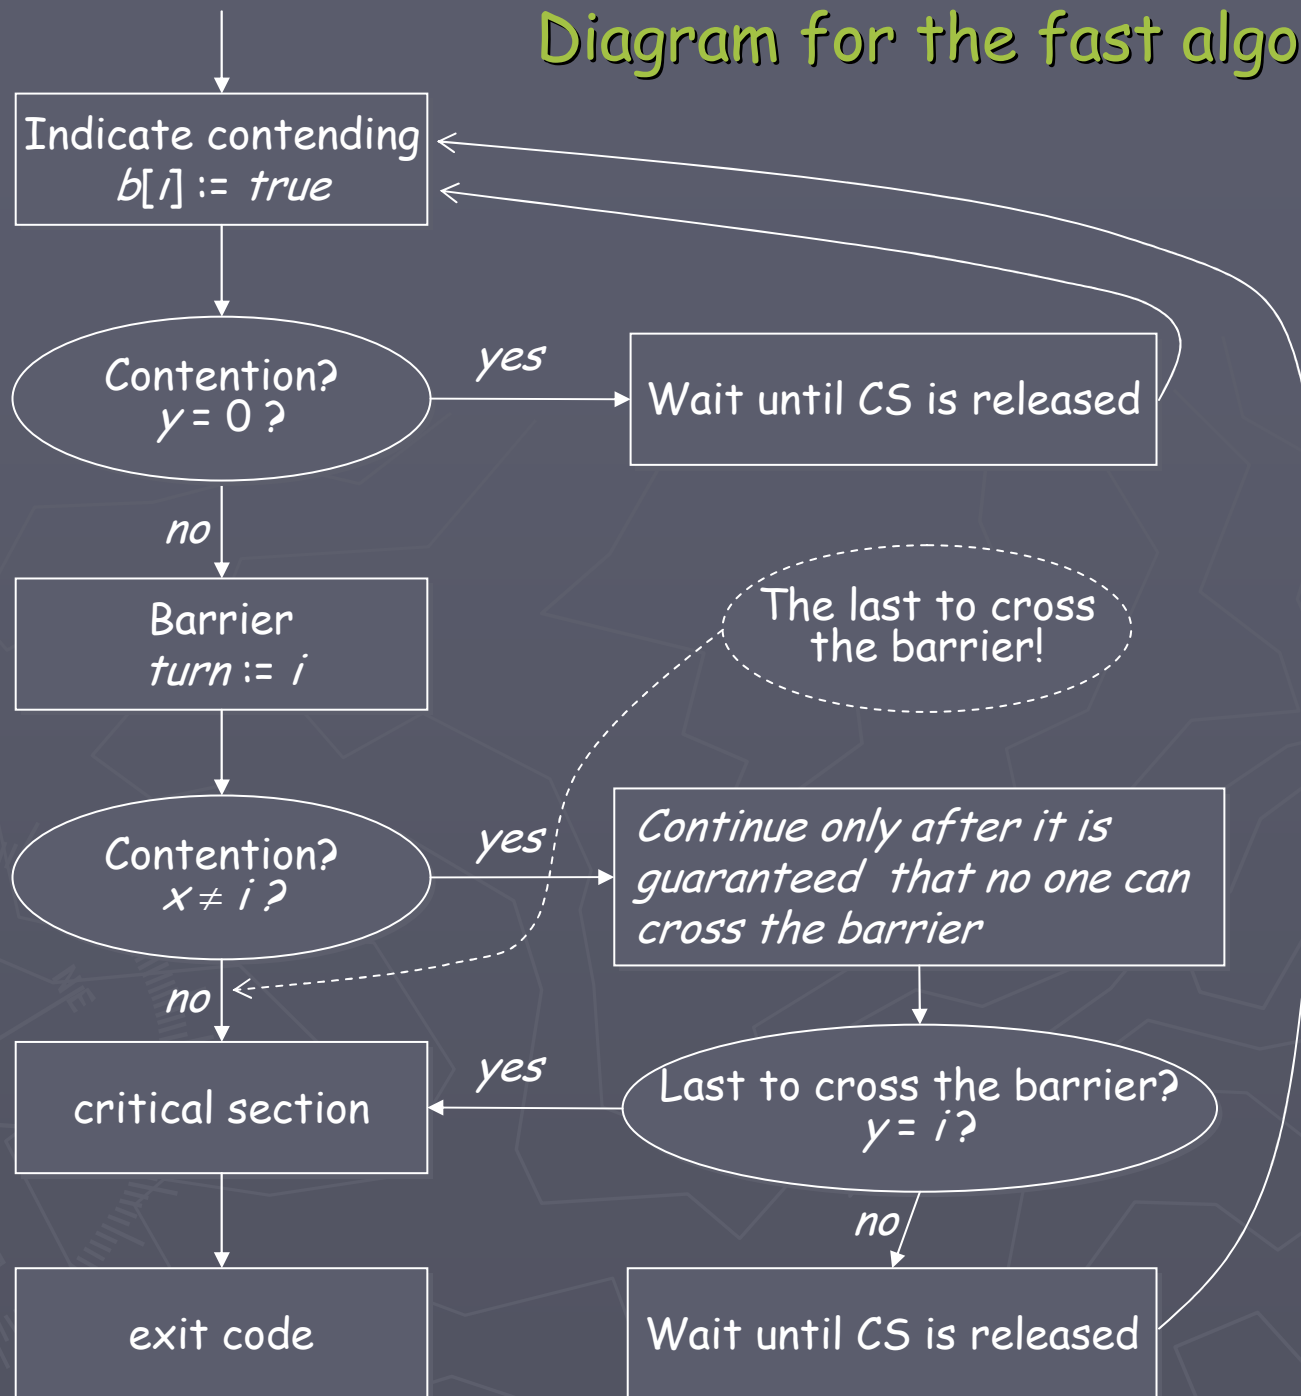 Diagram for the fast algo
Indicate contending
b[i] := true
Contention?
y = 0 ?
yes
Wait until CS is released
no
Barrier
turn := i
The last to cross
the barrier!
Contention?
x ≠ i ?
yes
Continue only after it is
guaranteed that no one can
cross the barrier
no
critical section
yes
Last to cross the barrier?
y = i ?
no
exit code
Wait until CS is released